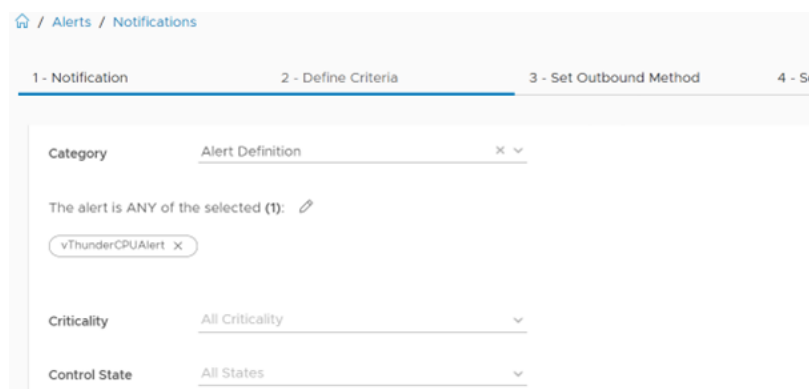 / Alerts / Notifications
1 - Notification 2 - Define Criteria 3 - Set Outbound Method 4 - S
Category Alert Definition
The alert is ANY of the selected (1):
vThunderCPUAlert
Criticality All Criticality
Control State All States